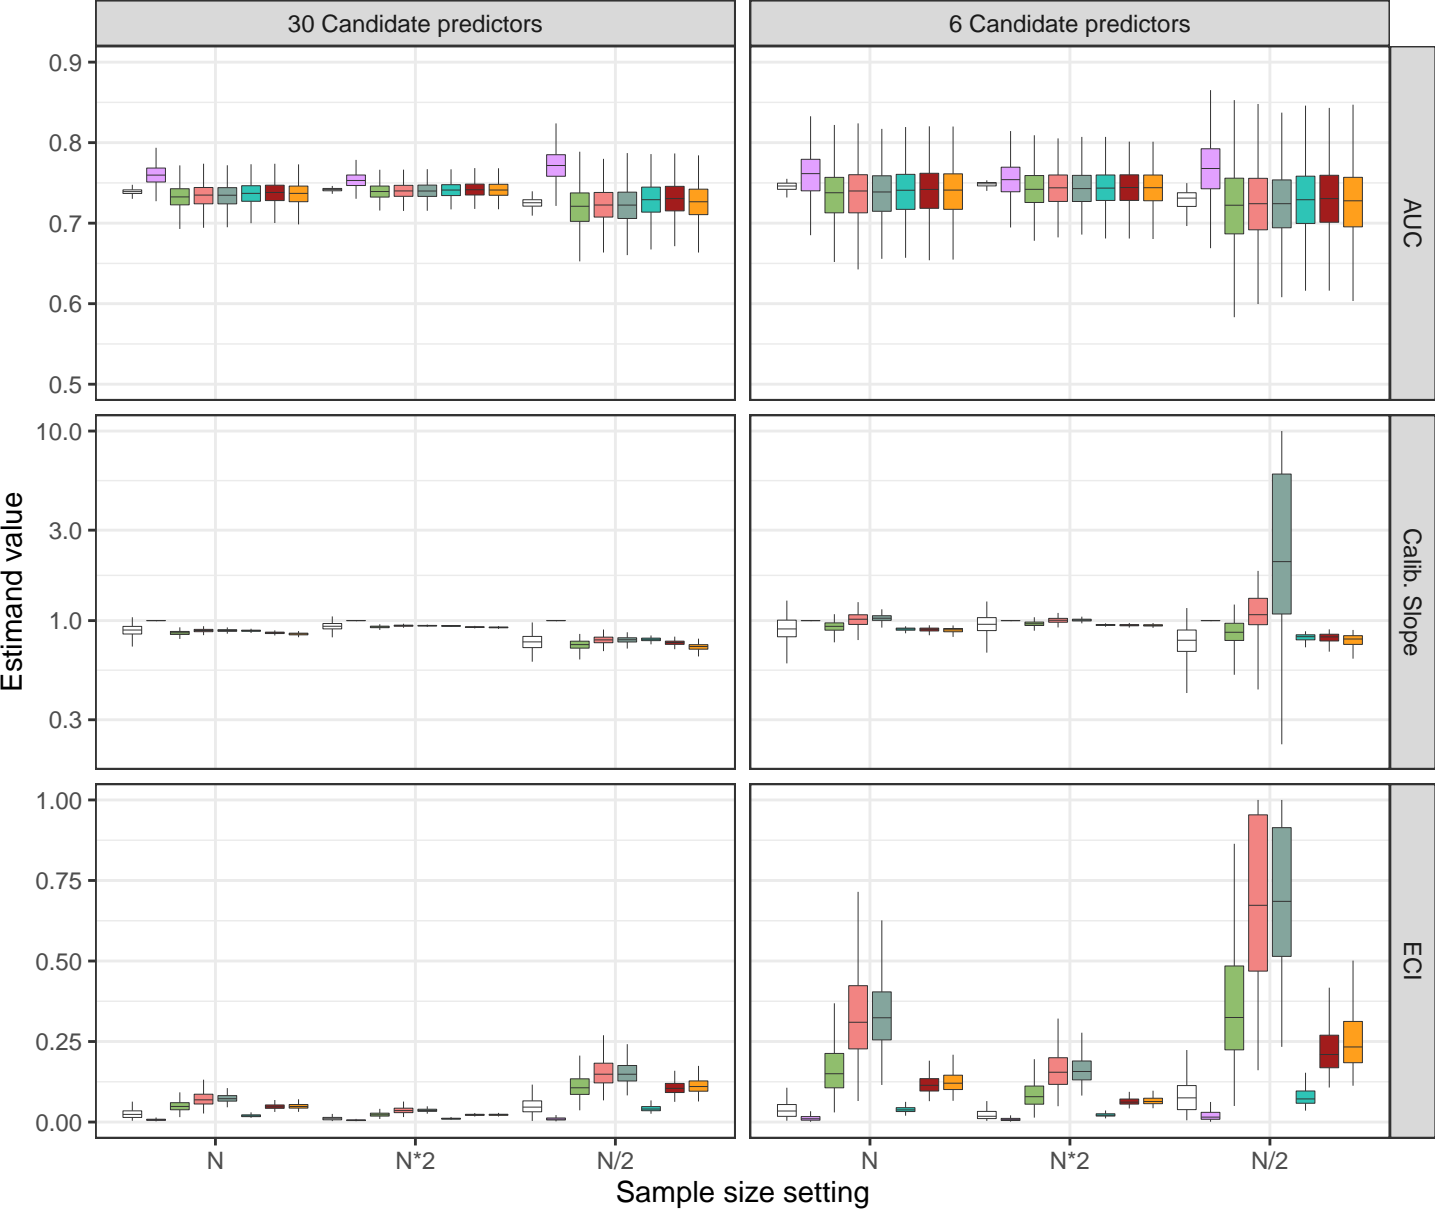 30 Candidate predictors
6 Candidate predictors
0.9
0.8
0.7
0.6
0.5
AUC
10.0
3.0
1.0
0.3
Calib. Slope
Estimand value
1.00
0.75
0.50
0.25
0.00
ECI
N
N*2
N/2
N
N*2
N/2
Sample size setting